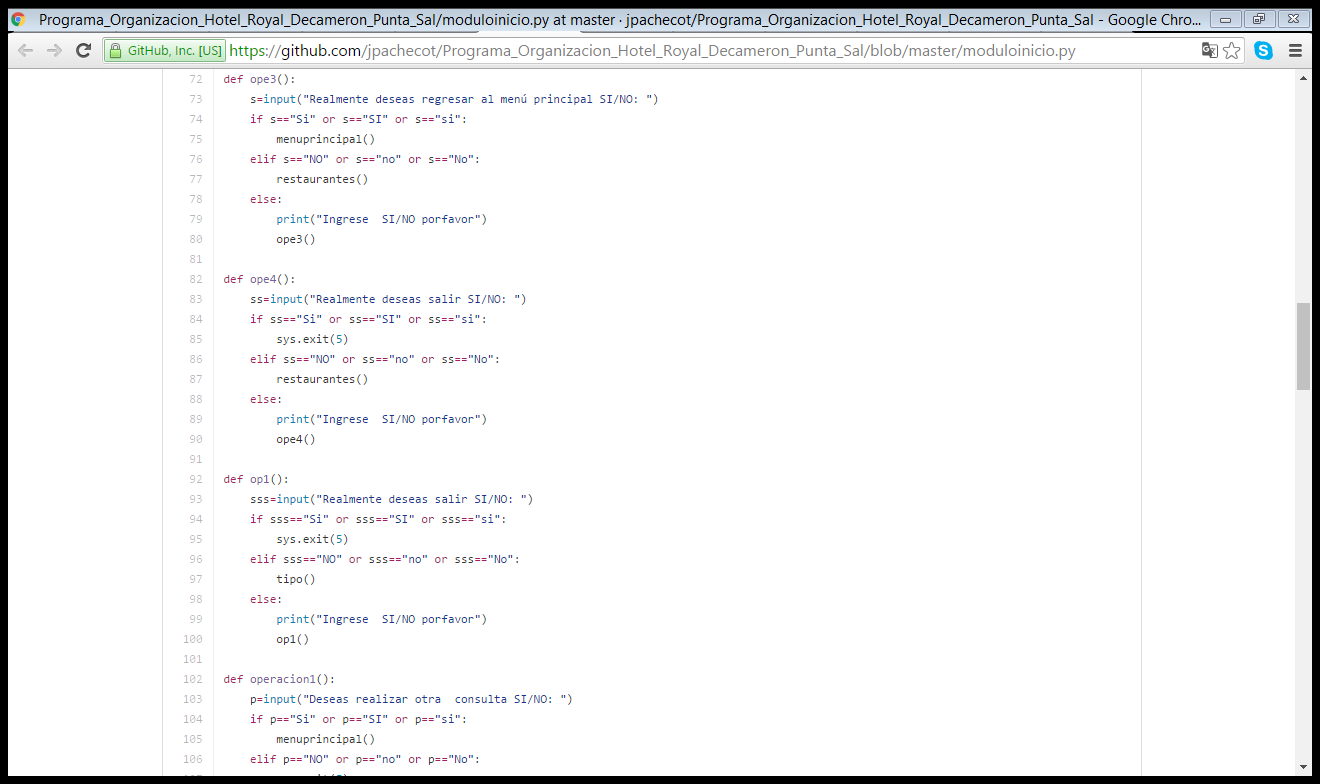 Programa_Organizacion_Hotel_Royal_Decameron_Punta_Sal/moduloinicio.py at master · jpachecot/Programa_Organizacion_Hotel_Royal_Decameron_Punta_Sal - Google Chro...
GitHub, Inc. [US] https://github.com/jpachecot/Programa_Organizacion_Hotel_Royal_Decameron_Punta_Sal/blob/master/moduloinicio.py
72 def ope3():
73     s=input("Realmente deseas regresar al menú principal SI/NO: ")
74     if s=="Si" or s=="SI" or s=="si":
75         menuprincipal()
76     elif s=="NO" or s=="no" or s=="No":
77         restaurantes()
78     else:
79         print("Ingrese  SI/NO porfavor")
80         ope3()
81
82 def ope4():
83     ss=input("Realmente deseas salir SI/NO: ")
84     if ss=="Si" or ss=="SI" or ss=="si":
85         sys.exit(5)
86     elif ss=="NO" or ss=="no" or ss=="No":
87         restaurantes()
88     else:
89         print("Ingrese  SI/NO porfavor")
90         ope4()
91
92 def op1():
93     sss=input("Realmente deseas salir SI/NO: ")
94     if sss=="Si" or sss=="SI" or sss=="si":
95         sys.exit(5)
96     elif sss=="NO" or sss=="no" or sss=="No":
97         tipo()
98     else:
99         print("Ingrese  SI/NO porfavor")
100         op1()
101
102 def operacion1():
103     p=input("Deseas realizar otra  consulta SI/NO: ")
104     if p=="Si" or p=="SI" or p=="si":
105         menuprincipal()
106     elif p=="NO" or p=="no" or p=="No":